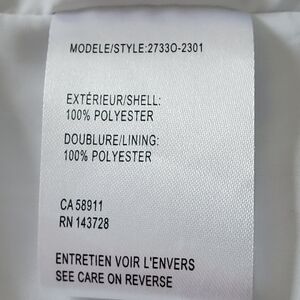 MODELE/STYLE:2733O-2301
EXTÉRIEUR/SHELL:
100% POLYESTER
DOUBLURE/LINING:
100% POLYESTER
CA 58911
RN 143728
ENTRETIEN VOIR L'ENVERS
SEE CARE ON REVERSE